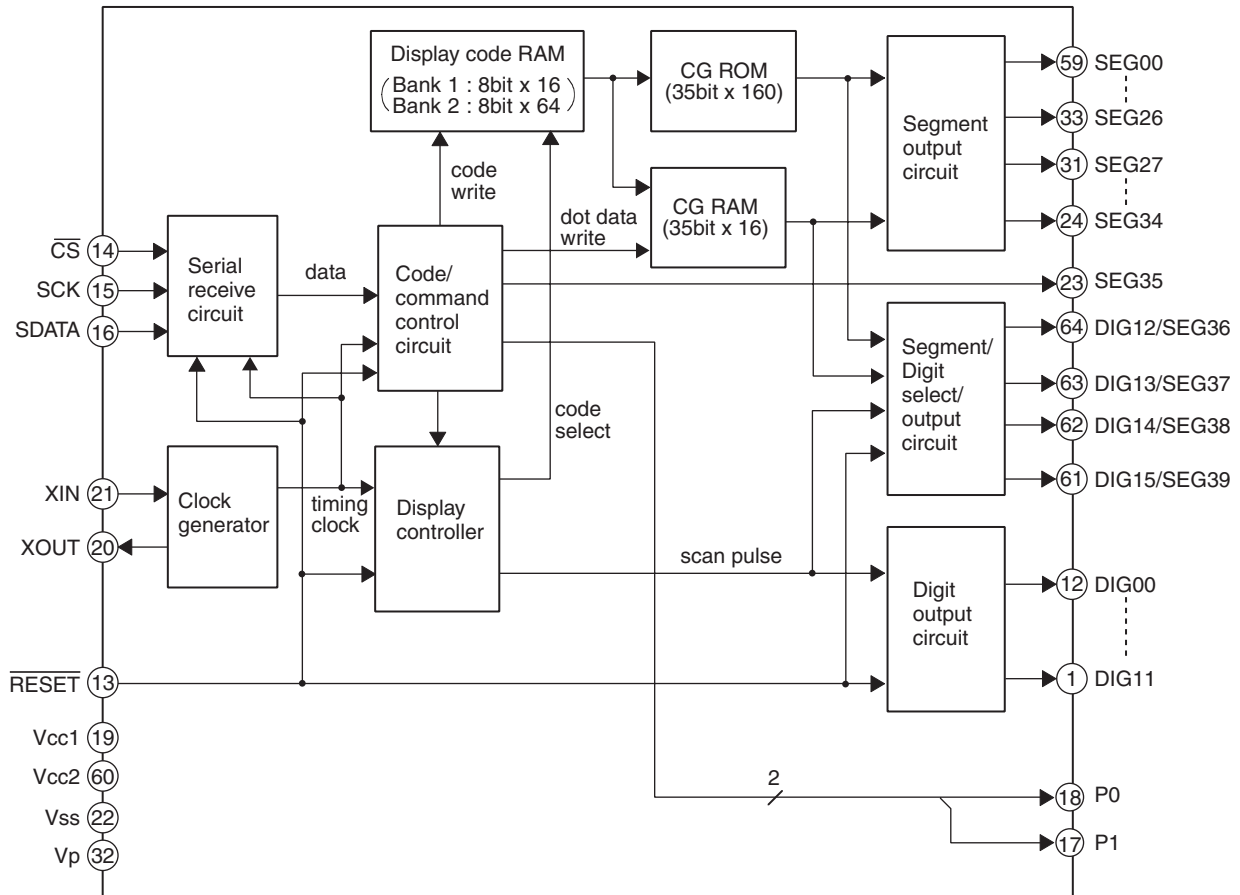 Display code RAM
(Bank 1 : 8bit x 16
Bank 2 : 8bit x 64)
CG ROM
(35bit x 160)
Segment
output
circuit
59 SEG00
33 SEG26
31 SEG27
24 SEG34
code
write
dot data
write
CG RAM
(35bit x 16)
CS 14
SCK 15
SDATA 16
Serial
receive
circuit
data
Code/
command
control
circuit
23 SEG35
64 DIG12/SEG36
63 DIG13/SEG37
62 DIG14/SEG38
61 DIG15/SEG39
Segment/
Digit
select/
output
circuit
code
select
XIN 21
XOUT 20
Clock
generator
timing
clock
Display
controller
scan pulse
Digit
output
circuit
12 DIG00
1 DIG11
RESET 13
Vcc1 19
Vcc2 60
Vss 22
Vp 32
2
18 P0
17 P1